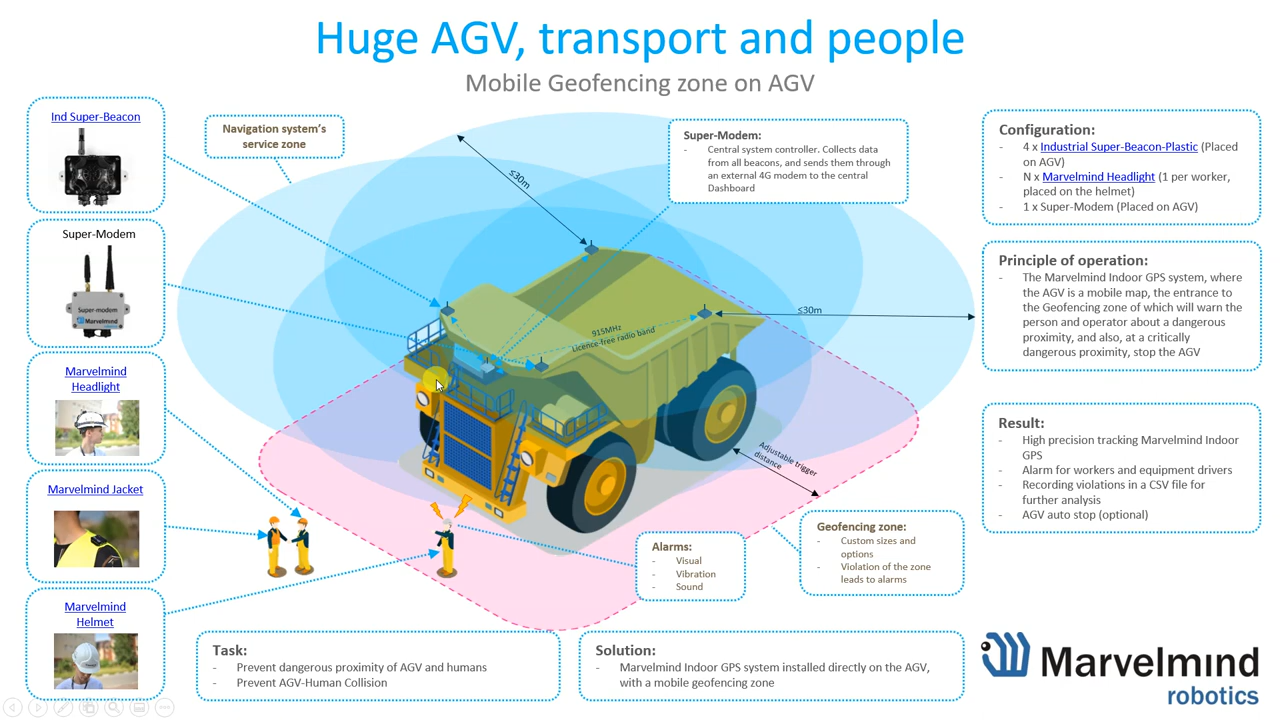 Huge AGV, transport and people
Mobile Geofencing zone on AGV
Ind Super-Beacon
Super-Modem
Super-modem
Marvelmind
Marvelmind
Headlight
Marvelmind Jacket
Marvelmind
Helmet
Navigation system's
service zone
≤30m
Super-Modem:
- Central system controller. Collects data
from all beacons, and sends them through
an external 4G modem to the central
Dashboard
≤30m
915MHz
Licence-free radio band
Adjustable trigger
distance
Alarms:
- Visual
- Vibration
- Sound
Geofencing zone:
- Custom sizes and
options
- Violation of the zone
leads to alarms
Task:
- Prevent dangerous proximity of AGV and humans
- Prevent AGV-Human Collision
Solution:
- Marvelmind Indoor GPS system installed directly on the AGV,
with a mobile geofencing zone
Configuration:
- 4 x Industrial Super-Beacon-Plastic (Placed
on AGV)
- N x Marvelmind Headlight (1 per worker,
placed on the helmet)
- 1 x Super-Modem (Placed on AGV)
Principle of operation:
- The Marvelmind Indoor GPS system, where
the AGV is a mobile map, the entrance to
the Geofencing zone of which will warn the
person and operator about a dangerous
proximity, and also, at a critically
dangerous proximity, stop the AGV
Result:
- High precision tracking Marvelmind Indoor
GPS
- Alarm for workers and equipment drivers
- Recording violations in a CSV file for
further analysis
- AGV auto stop (optional)
Marvelmind
robotics